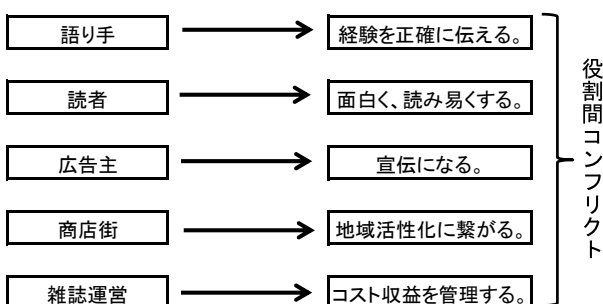 語り手
経験を正確に伝える。
読者
面白く、読み易くする。
広告主
宣伝になる。
商店街
地域活性化に繋がる。
雑誌運営
コスト収益を管理する。
役割間コンフリクト